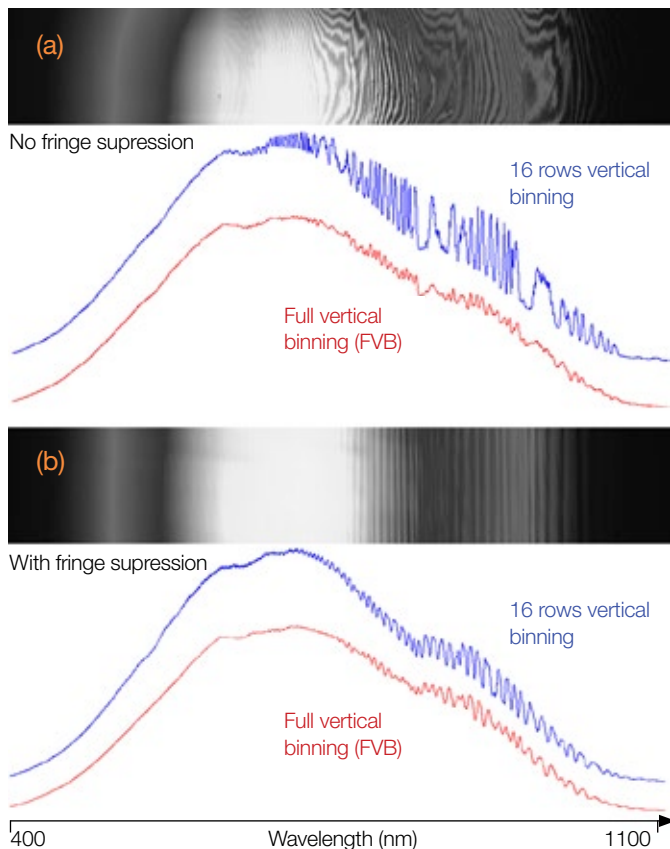 (a)
No fringe supression
16 rows vertical
binning
Full vertical
binning (FVB)
(b)
With fringe supression
16 rows vertical
binning
Full vertical
binning (FVB)
400 Wavelength (nm) 1100